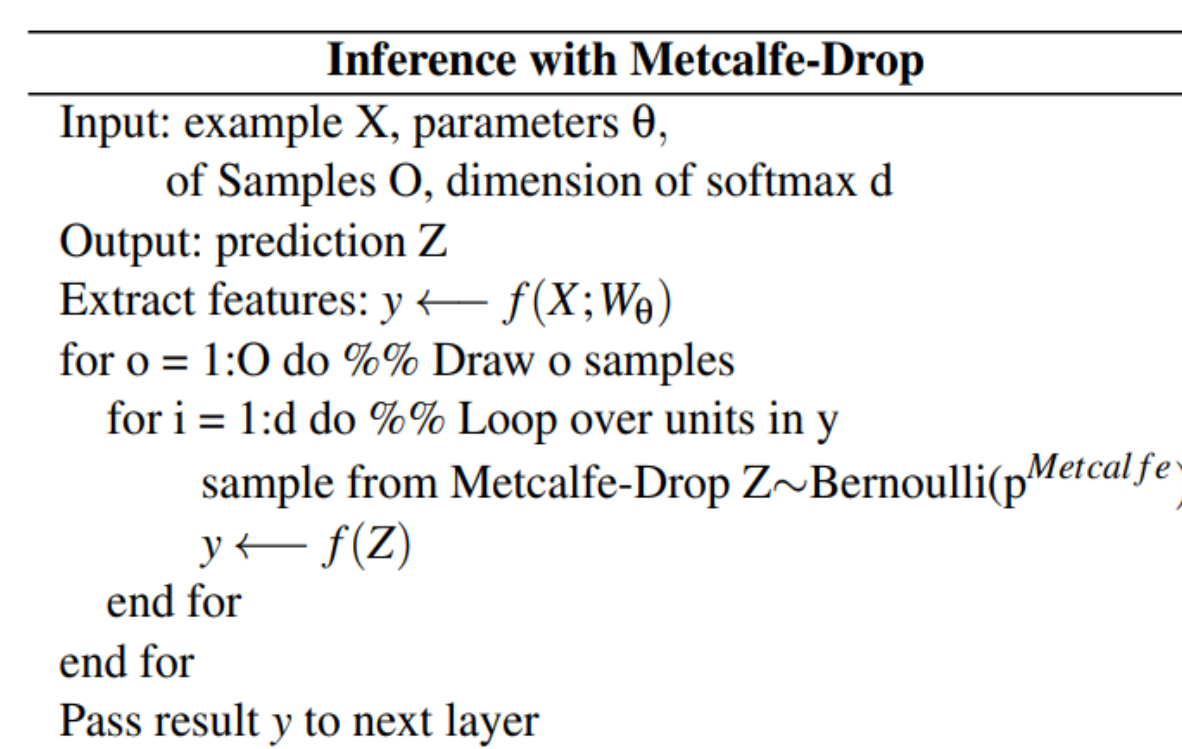 Inference with Metcalfe-Drop
Input: example X, parameters θ,
of Samples O, dimension of softmax d
Output: prediction Z
Extract features: y ⟵ f(X;W_θ)
for o = 1:O do %% Draw o samples
for i = 1:d do %% Loop over units in y
sample from Metcalfe-Drop Z∼Bernoulli(p^{Metcalfe})
y ⟵ f(Z)
end for
end for
Pass result y to next layer